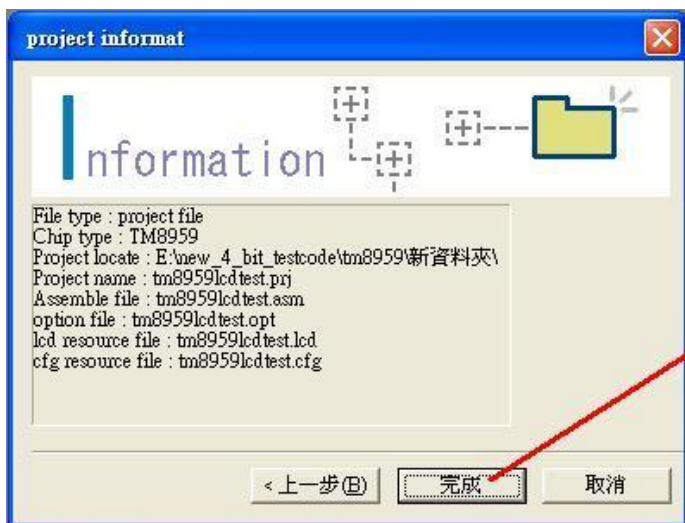 project informat
Information
File type : project file
Chip type : TM8959
Project locate : E:\new_4_bit_testcode\tm8959\新資料夾\
Project name : tm8959lcdtest.prj
Assemble file : tm8959lcdtest.asm
option file : tm8959lcdtest.opt
lcd resource file : tm8959lcdtest.lcd
cfg resource file : tm8959lcdtest.cfg
<上一步(B)
完成
取消